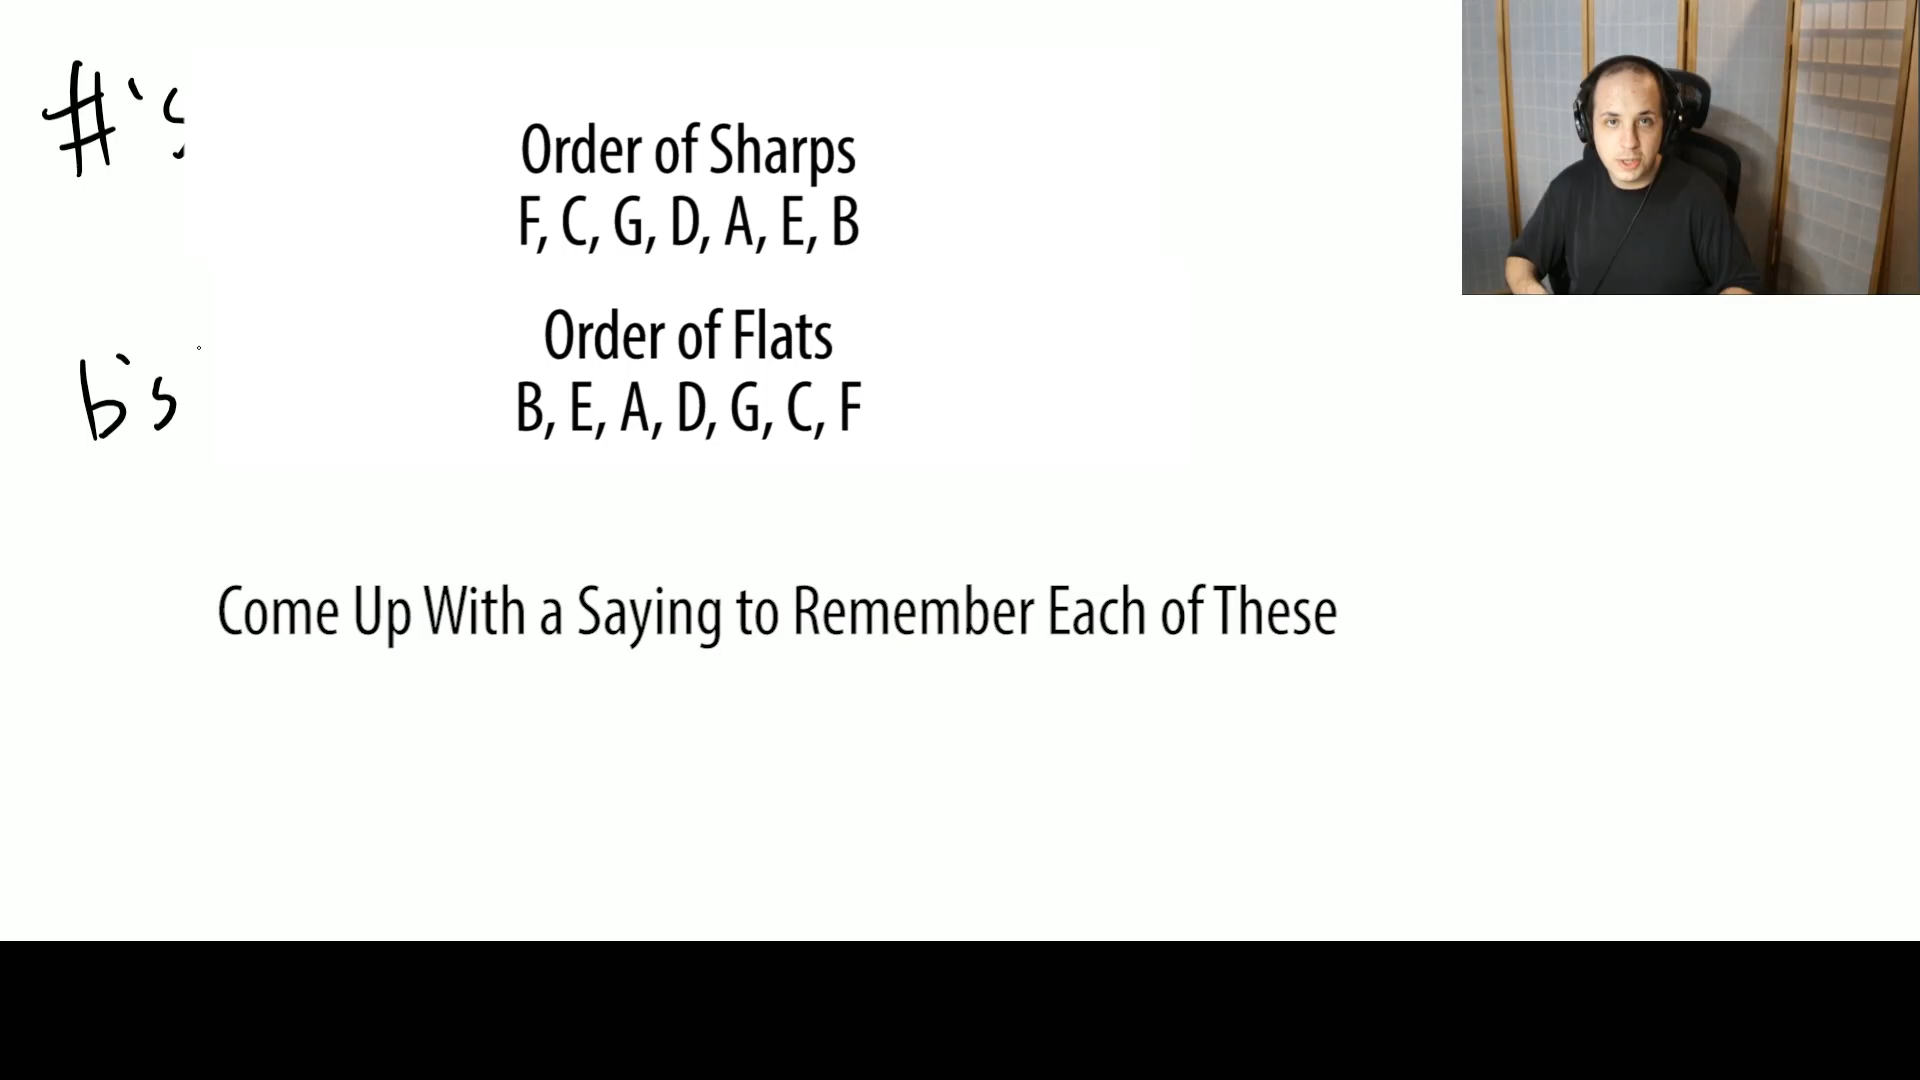 #'s
Order of Sharps
F, C, G, D, A, E, B
Order of Flats
b's
B, E, A, D, G, C, F
Come Up With a Saying to Remember Each of These